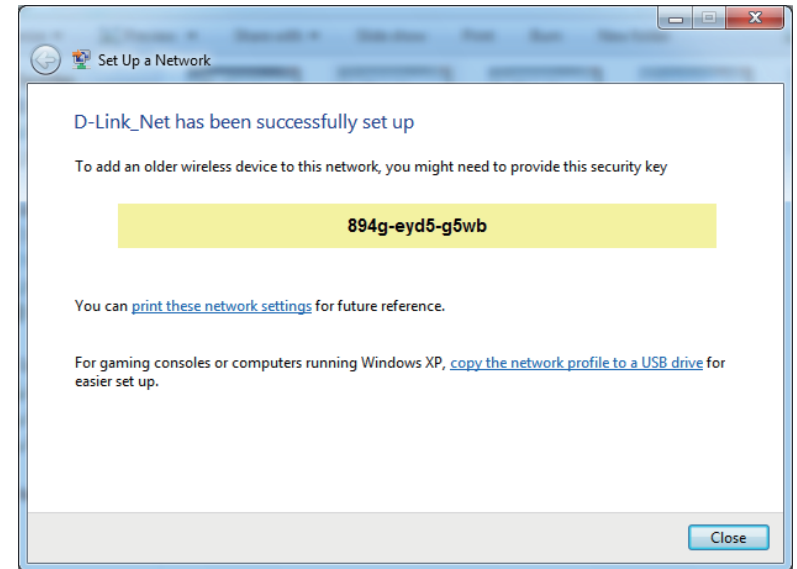 Set Up a Network
D-Link_Net has been successfully set up
To add an older wireless device to this network, you might need to provide this security key
894g-eyd5-g5wb
You can print these network settings for future reference.
For gaming consoles or computers running Windows XP, copy the network profile to a USB drive for
easier set up.
Close